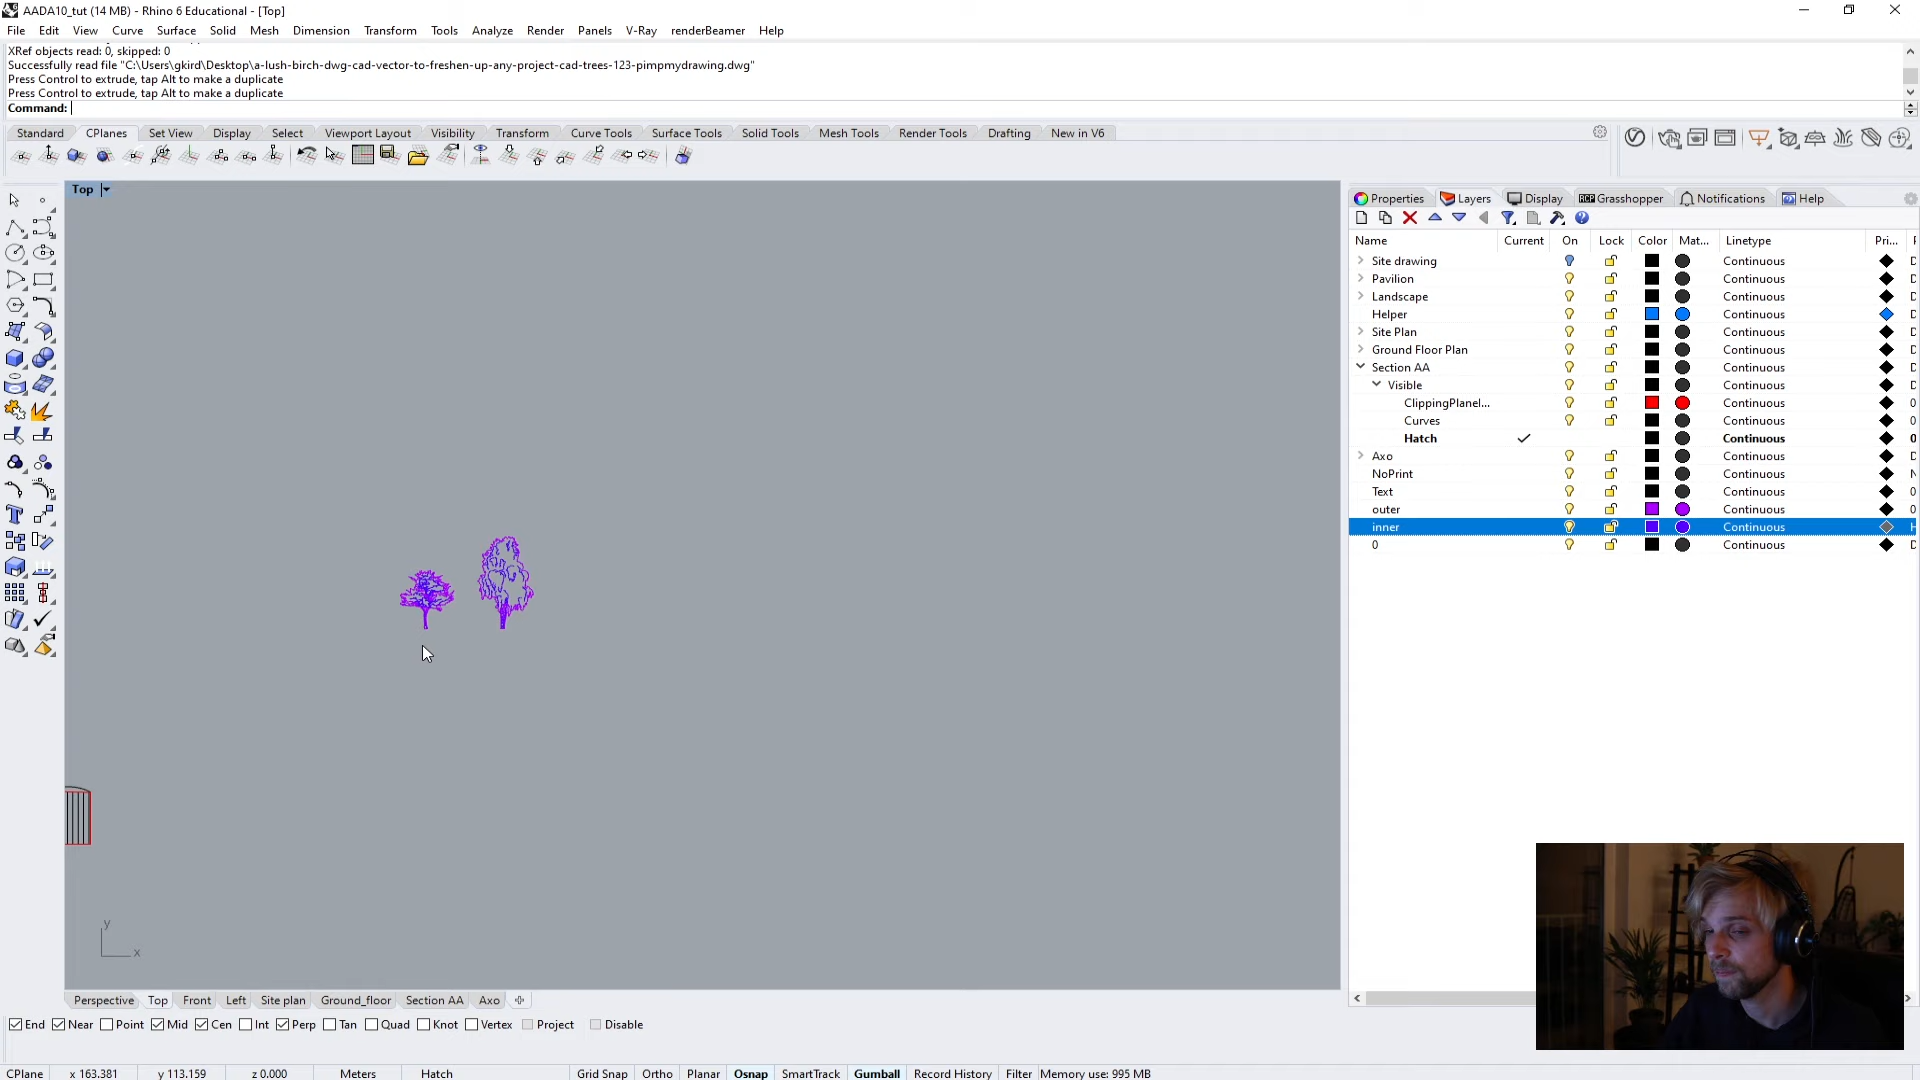 AADA10_tut (14 MB) - Rhino 6 Educational - [Top]
File Edit View Curve Surface Solid Mesh Dimension Transform Tools Analyze Render Panels V-Ray renderBeamer Help
XRef objects read: 0, skipped: 0
Successfully read file "C:\Users\gkird\Desktop\a-lush-birch-dwg-cad-vector-to-freshen-up-any-project-cad-trees-123-pimpmydrawing.dwg"
Press Control to extrude, tap Alt to make a duplicate
Press Control to extrude, tap Alt to make a duplicate
Command:
Standard CPlanes Set View Display Select Viewport Layout Visibility Transform Curve Tools Surface Tools Solid Tools Mesh Tools Render Tools Drafting New in V6
Top
Properties Layers Display Grasshopper Notifications Help
Name Current On Lock Color Mat... Linetype Pri... P
Site drawing Continuous D
Pavilion Continuous D
Landscape Continuous D
Helper Continuous D
Site Plan Continuous D
Ground Floor Plan Continuous D
Section AA Continuous D
Visible Continuous D
ClippingPlaneI... Continuous 0
Curves Continuous 0
Hatch Continuous 0
Axo Continuous D
NoPrint Continuous N
Text Continuous 0
outer Continuous 0
inner Continuous H
0 Continuous D
y
x
Perspective Top Front Left Site plan Ground_floor Section AA Axo
End Near Point Mid Cen Int Perp Tan Quad Knot Vertex Project Disable
CPlane x 163.381 y 113.159 z 0.000 Meters Hatch Grid Snap Ortho Planar Osnap SmartTrack Gumball Record History Filter Memory use: 995 MB